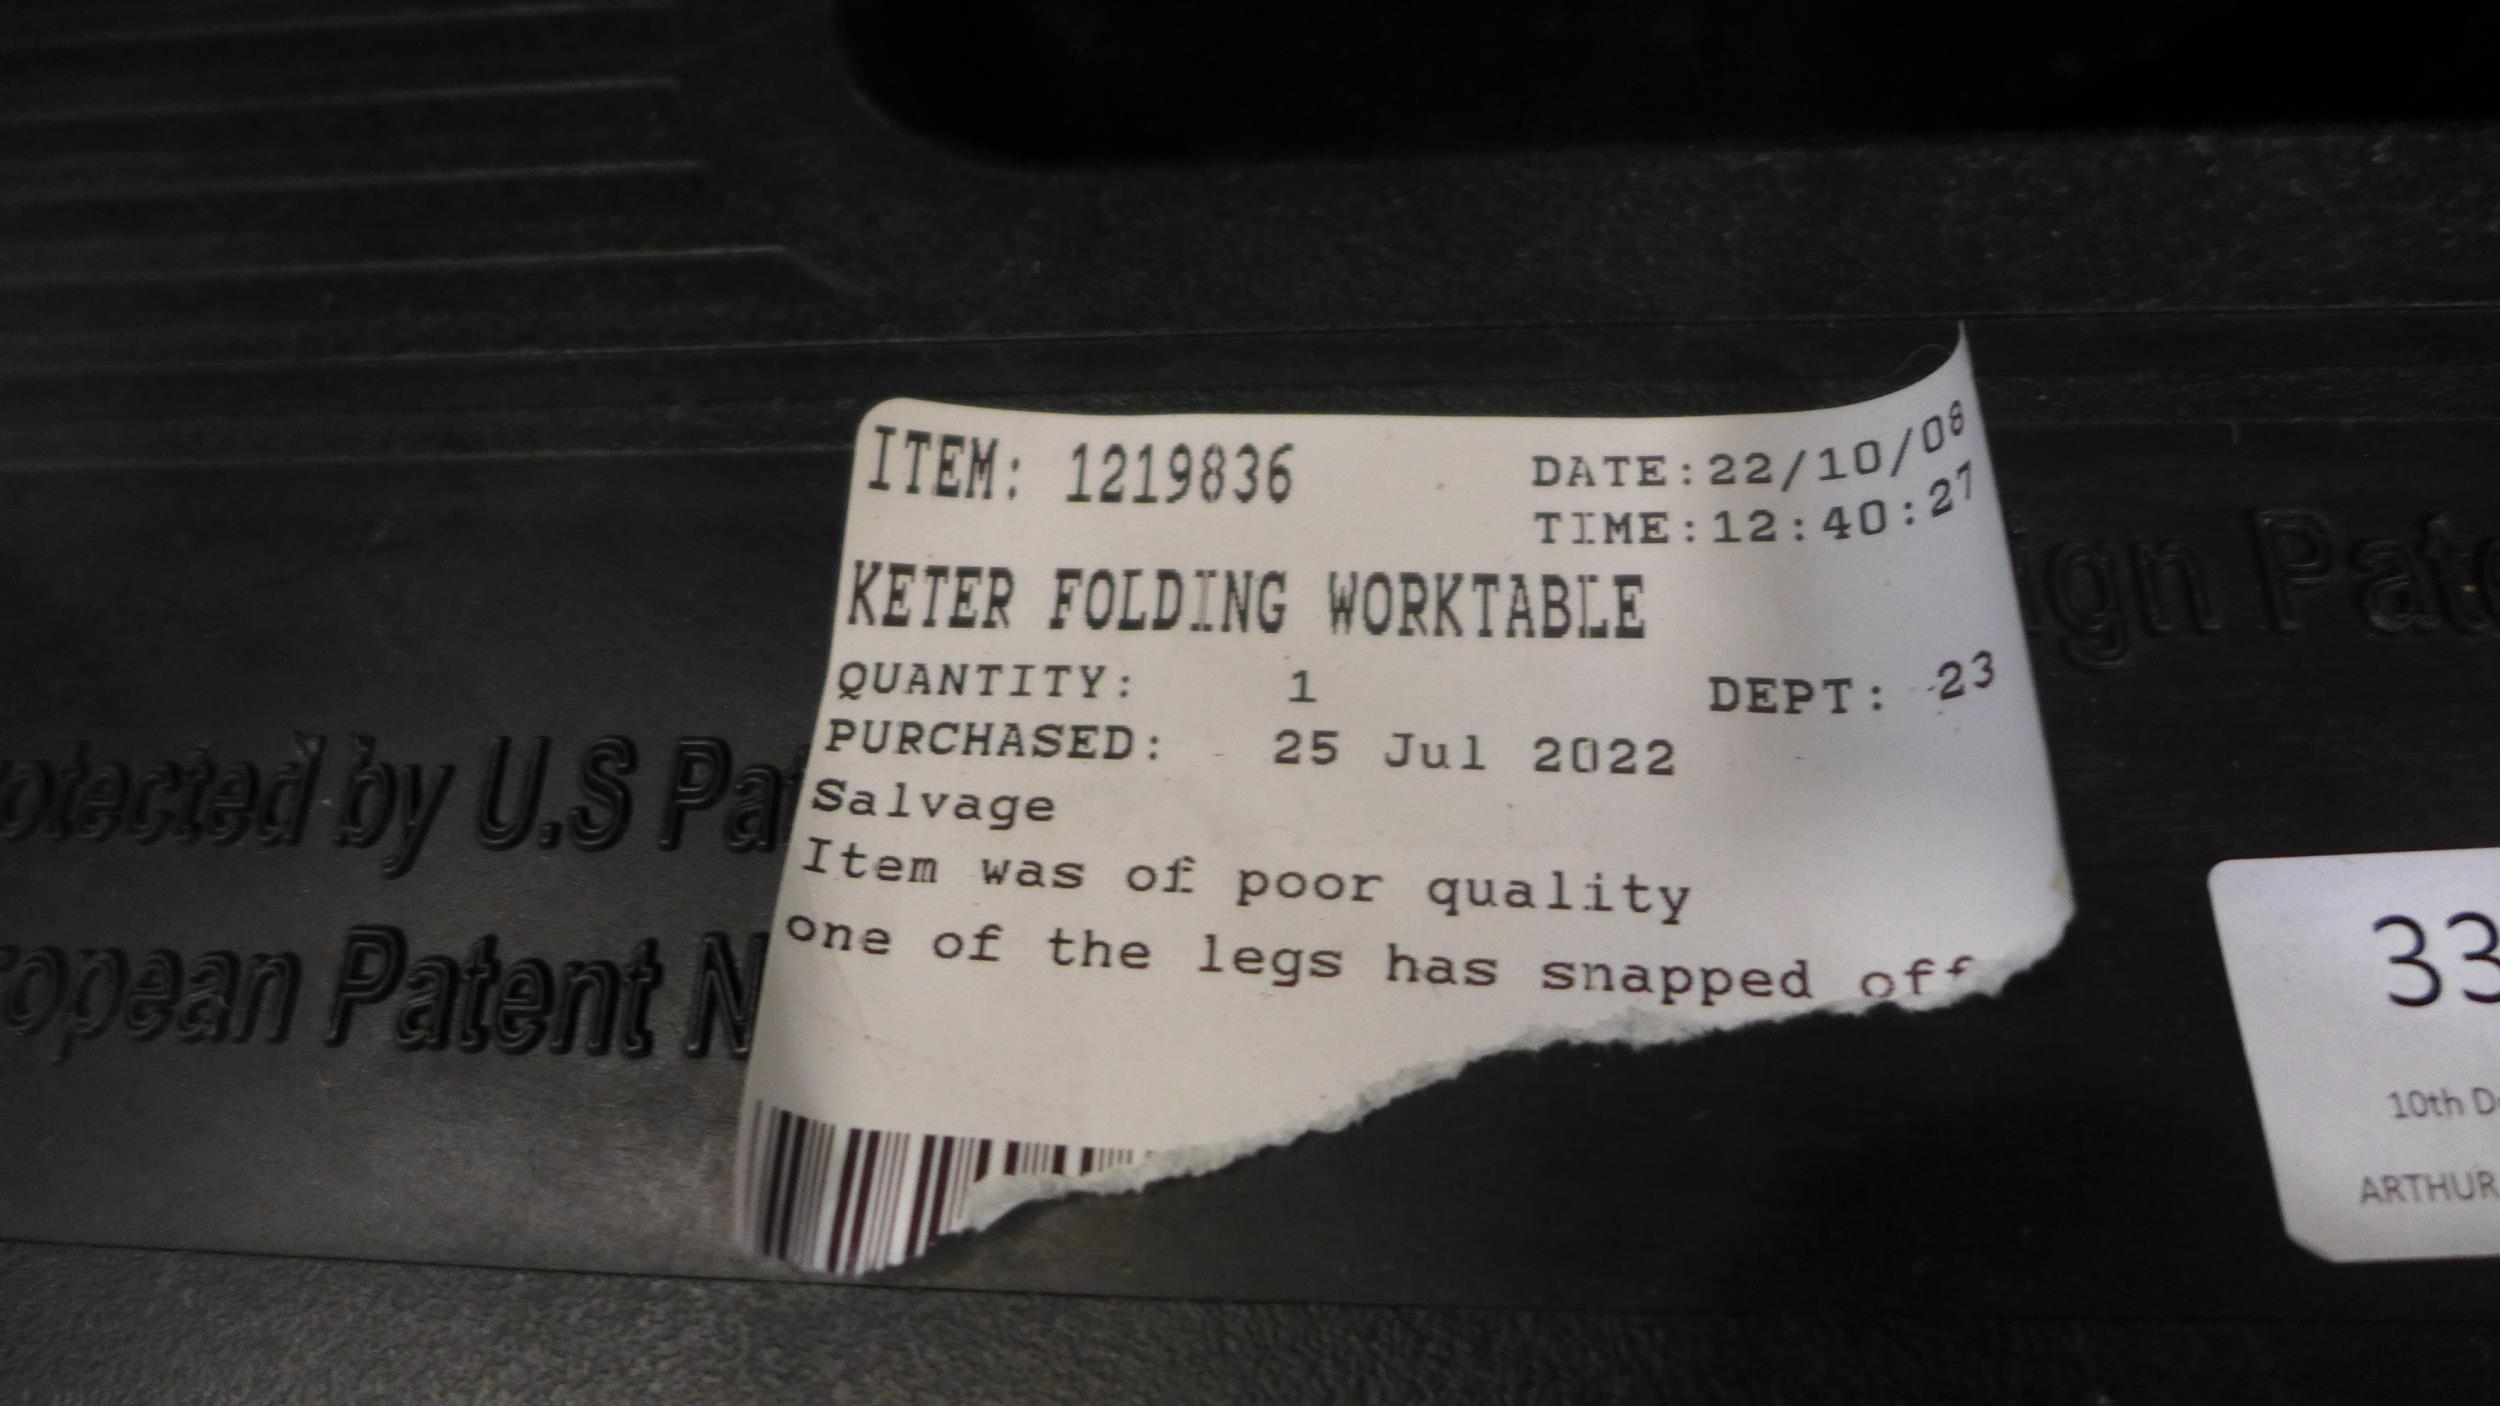 ITEM: 1219836 DATE:22/10/08
TIME:12:40:27
KETER FOLDING WORKTABLE
QUANTITY: 1 DEPT: 23
PURCHASED: 25 Jul 2022
Salvage
Item was of poor quality
one of the legs has snapped off
otected by U.S Pa
ropean Patent N
ign Pate
33
10th D
ARTHUR